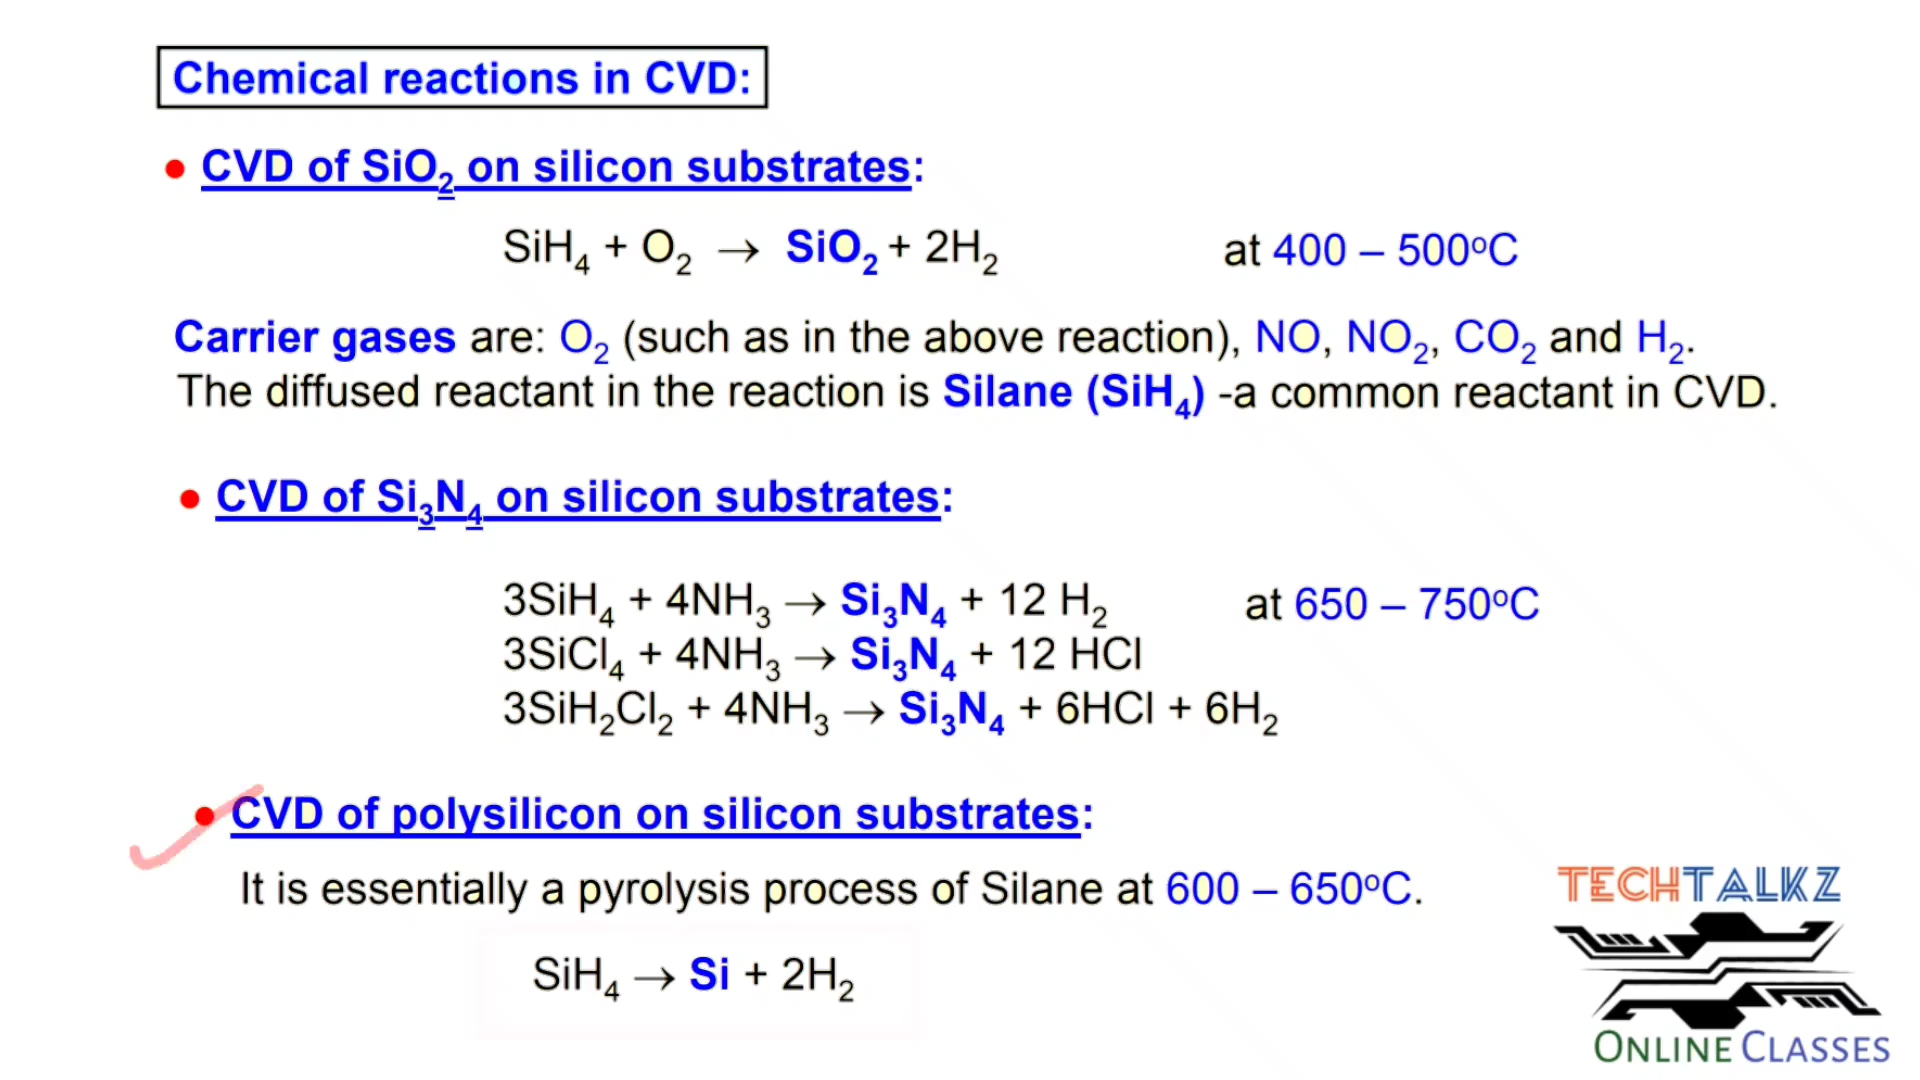 Chemical reactions in CVD:
● CVD of SiO₂ on silicon substrates:
SiH₄ + O₂ → SiO₂ + 2H₂ at 400 – 500ᵒC
Carrier gases are: O₂ (such as in the above reaction), NO, NO₂, CO₂ and H₂.
The diffused reactant in the reaction is Silane (SiH₄) -a common reactant in CVD.
● CVD of Si₃N₄ on silicon substrates:
3SiH₄ + 4NH₃ → Si₃N₄ + 12 H₂ at 650 – 750ᵒC
3SiCl₄ + 4NH₃ → Si₃N₄ + 12 HCl
3SiH₂Cl₂ + 4NH₃ → Si₃N₄ + 6HCl + 6H₂
● CVD of polysilicon on silicon substrates:
It is essentially a pyrolysis process of Silane at 600 – 650ᵒC.
SiH₄ → Si + 2H₂
TECHTALKZ
ONLINE CLASSES